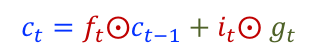 c_t = f_t ⊙ c_{t-1} + i_t ⊙ g_t